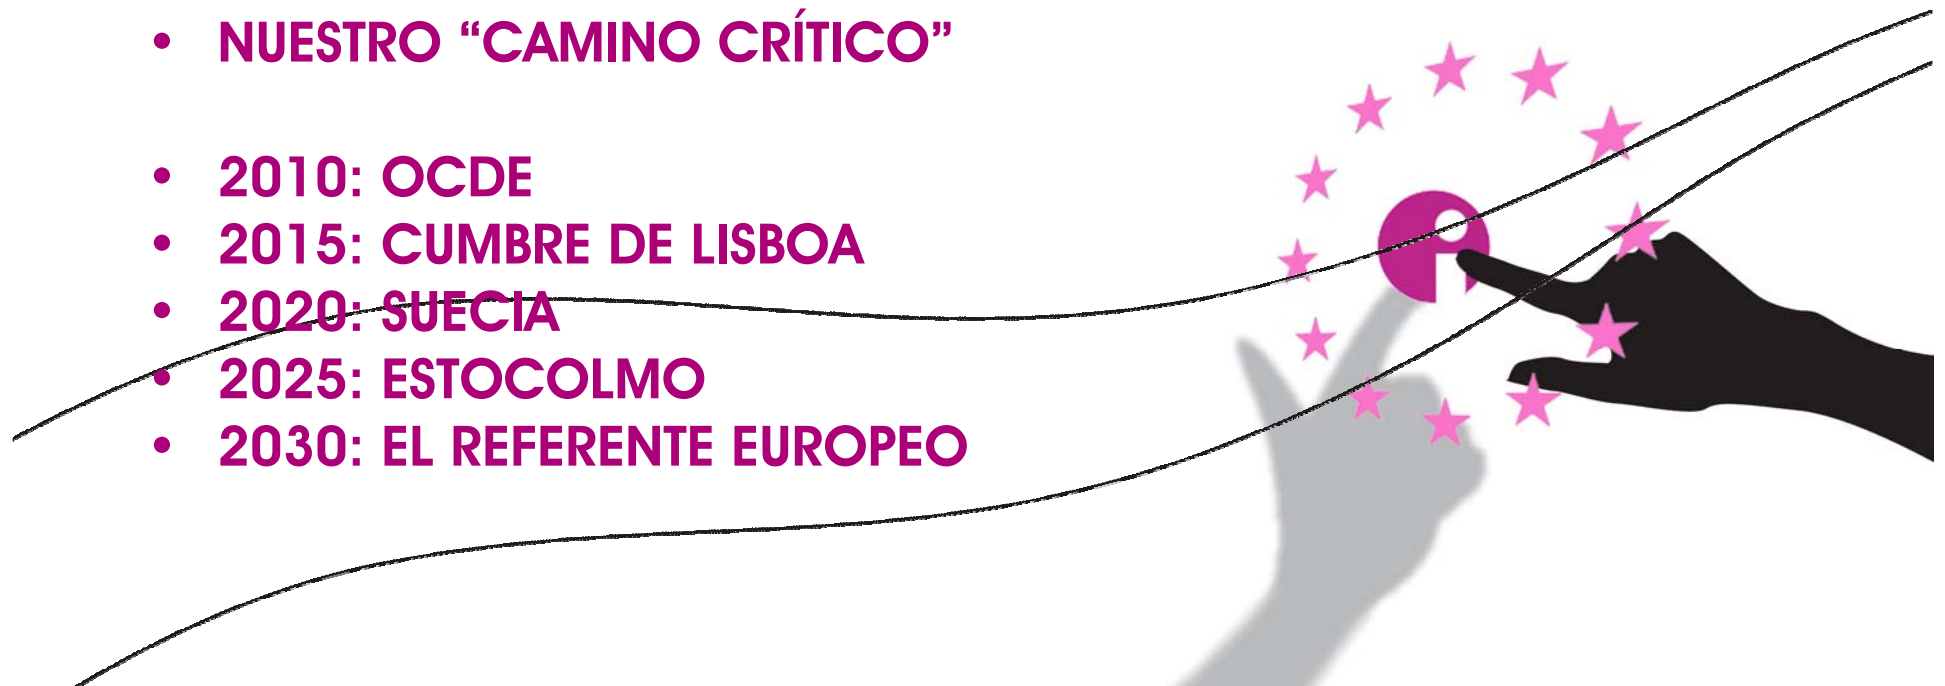 • NUESTRO “CAMINO CRÍTICO”
• 2010: OCDE
• 2015: CUMBRE DE LISBOA
• 2020: SUECIA
• 2025: ESTOCOLMO
• 2030: EL REFERENTE EUROPEO